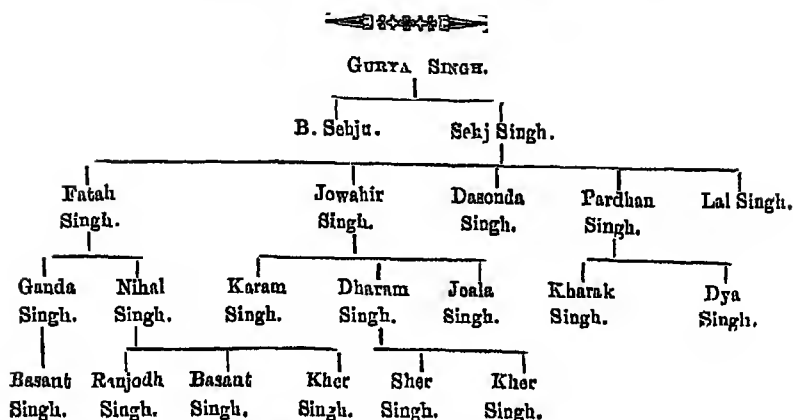 GURYA SINGH.
B. Sehju. Sehj Singh.
Fatah Jowahir Dasonda Pardhan Lal Singh.
Singh. Singh. Singh. Singh.
Ganda Nihal Karam Dharam Joala Kharak Dya
Singh. Singh. Singh. Singh. Singh. Singh. Singh.
Basant Ranjodh Basant Kher Sher Kher
Singh. Singh. Singh. Singh. Singh. Singh.